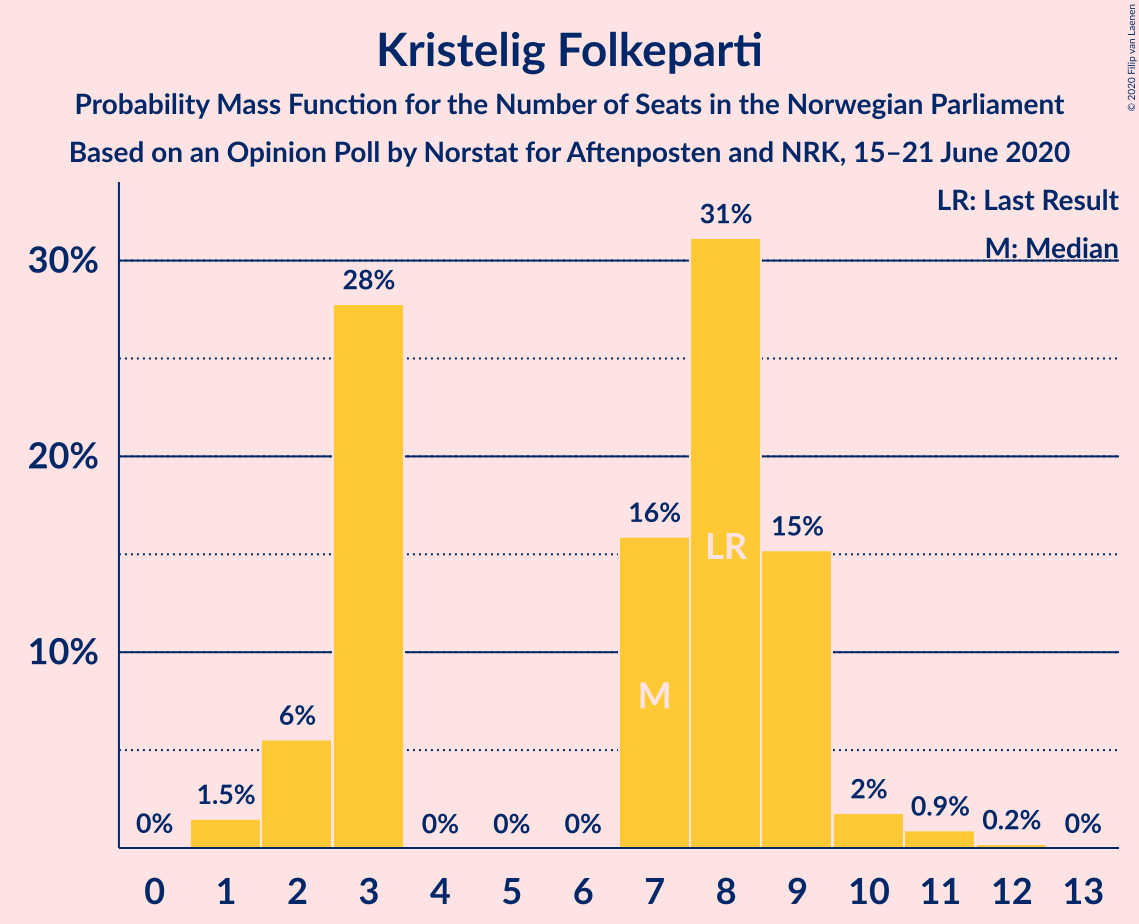 Kristelig Folkeparti
Probability Mass Function for the Number of Seats in the Norwegian Parliament
Based on an Opinion Poll by Norstat for Aftenposten and NRK, 15–21 June 2020
© 2020 Filip van Laenen
LR: Last Result
M: Median
30%
20%
10%
0%
1.5%
6%
28%
0%
0%
0%
16%
31%
15%
2%
0.9%
0.2%
0%
LR
M
0 1 2 3 4 5 6 7 8 9 10 11 12 13